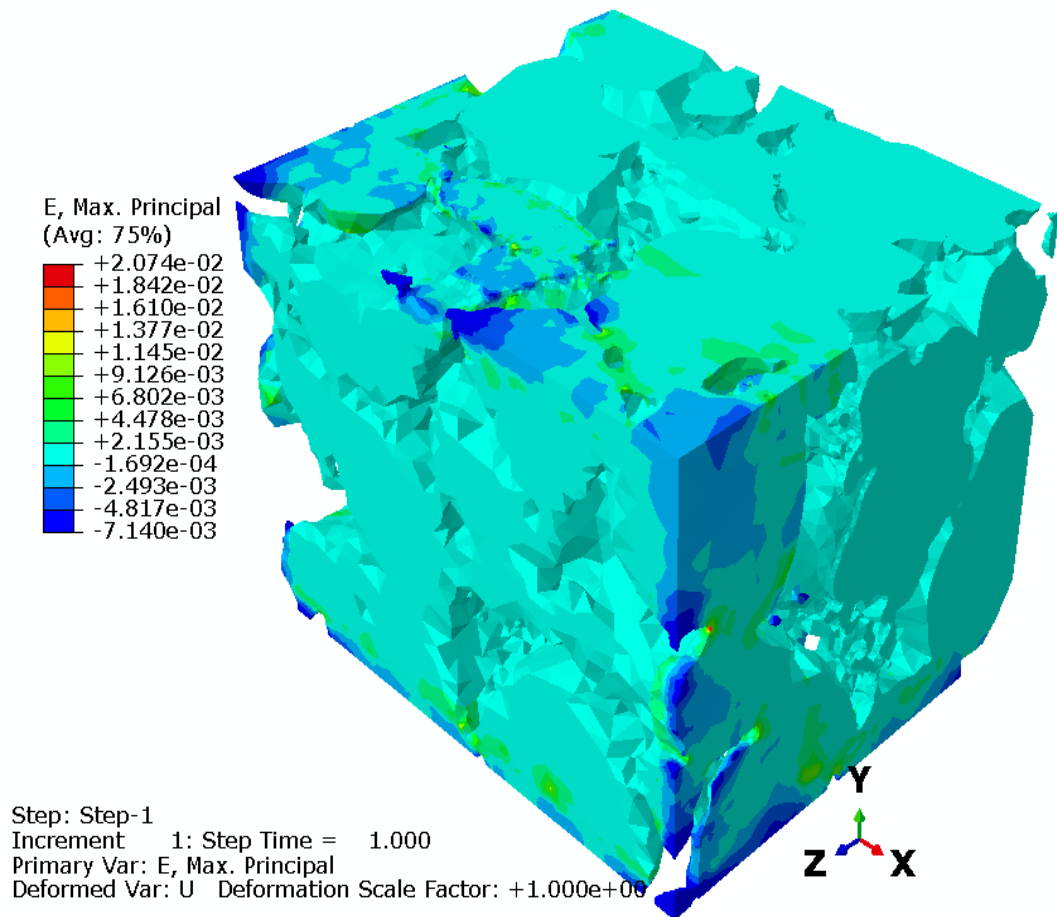 E, Max. Principal
(Avg: 75%)
+2.074e-02
+1.842e-02
+1.610e-02
+1.377e-02
+1.145e-02
+9.126e-03
+6.802e-03
+4.478e-03
+2.155e-03
-1.692e-04
-2.493e-03
-4.817e-03
-7.140e-03
Y
Z
X
Step: Step-1
Increment 1: Step Time = 1.000
Primary Var: E, Max. Principal
Deformed Var: U Deformation Scale Factor: +1.000e+00